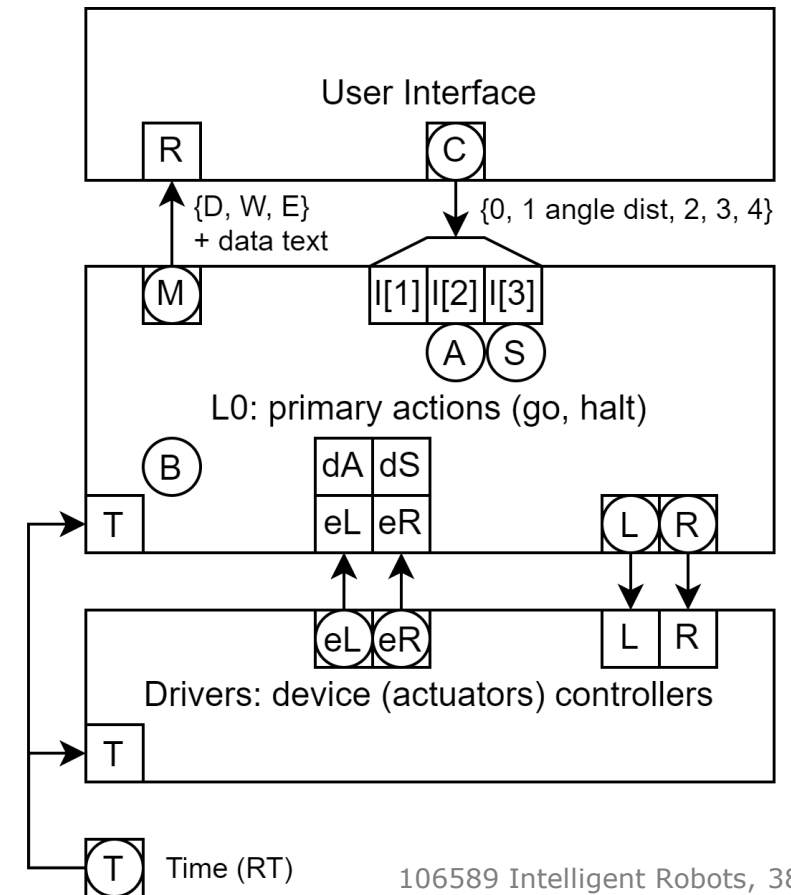 User Interface
R
C
{D, W, E}
+ data text
{0, 1 angle dist, 2, 3, 4}
M
I[1] I[2] I[3]
A S
L0: primary actions (go, halt)
B
dA dS
T
eL eR
L R
eL eR
L R
Drivers: device (actuators) controllers
T
T
Time (RT)
106589 Intelligent Robots, 38